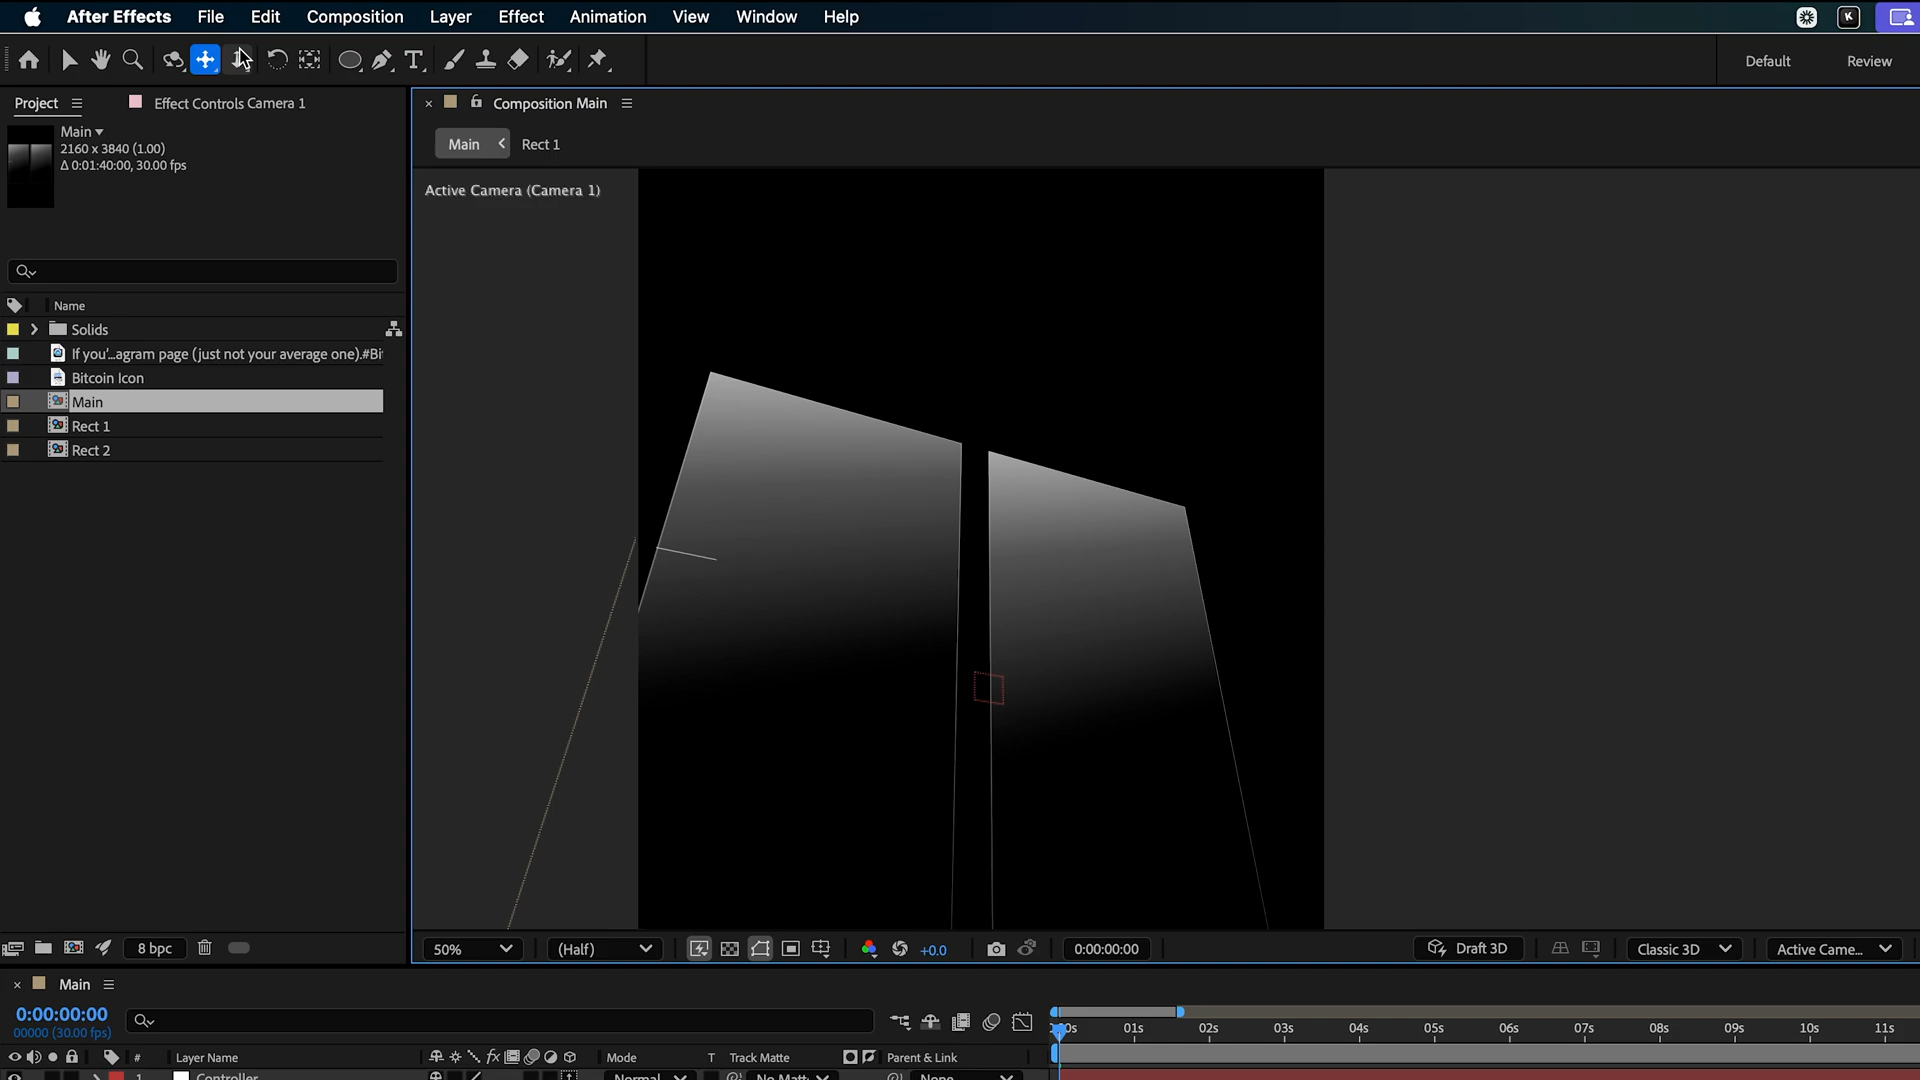 After Effects File Edit Composition Layer Effect Animation View Window Help
K
T Default Review
Project Effect Controls Camera 1 × Composition Main
Main
2160 x 3840 (1.00)
Δ 0:01:40:00, 30.00 fps
Main Rect 1
Active Camera (Camera 1)
Name
Solids
If you'...agram page (just not your average one).#Bi
Bitcoin Icon
Main
Rect 1
Rect 2
8 bpc 50% (Half) +0.0 0:00:00:00 Draft 3D Classic 3D Active Came...
× Main
0:00:00:00
00000 (30.00 fps)
01s 02s 03s 04s 05s 06s 07s 08s 09s 10s 11s
# Layer Name fx Mode T Track Matte Parent & Link
1 Controller Normal No Matt None